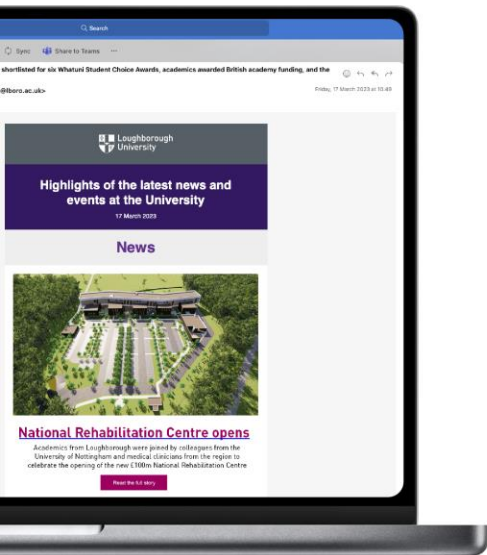 Search
Sync Share to Teams ...
shortlisted for six Whatuni Student Choice Awards, academics awarded British academy funding, and the
@lboro.ac.uk>
Friday, 17 March 2023 at 10:49
Loughborough
University
Highlights of the latest news and
events at the University
17 March 2023
News
National Rehabilitation Centre opens
Academics from Loughborough were joined by colleagues from the
University of Nottingham and medical clinicians from the region to
celebrate the opening of the new £100m National Rehabilitation Centre
Read the full story